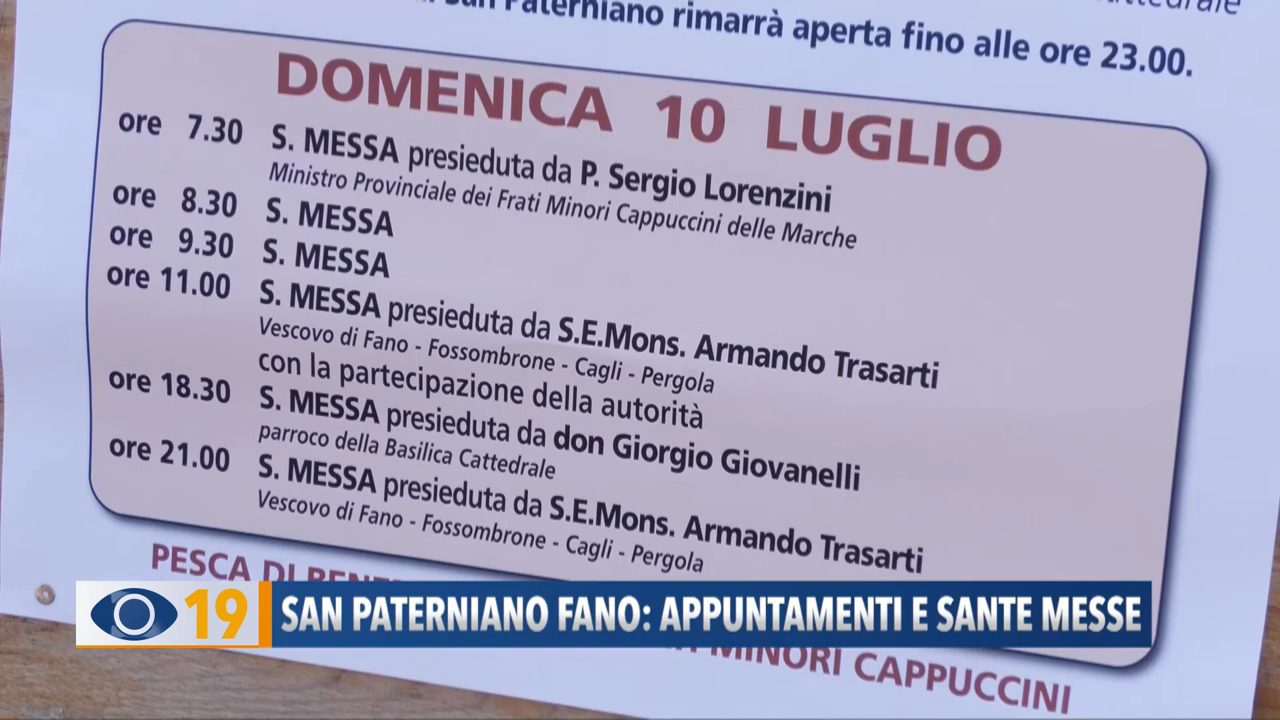 San Paterniano rimarrà aperta fino alle ore 23.00.
DOMENICA 10 LUGLIO
ore 7.30 S. MESSA presieduta da P. Sergio Lorenzini
Ministro Provinciale dei Frati Minori Cappuccini delle Marche
ore 8.30 S. MESSA
ore 9.30 S. MESSA
ore 11.00 S. MESSA presieduta da S.E.Mons. Armando Trasarti
Vescovo di Fano - Fossombrone - Cagli - Pergola
con la partecipazione della autorità
ore 18.30 S. MESSA presieduta da don Giorgio Giovanelli
parroco della Basilica Cattedrale
ore 21.00 S. MESSA presieduta da S.E.Mons. Armando Trasarti
Vescovo di Fano - Fossombrone - Cagli - Pergola
PESCA DI
19 SAN PATERNIANO FANO: APPUNTAMENTI E SANTE MESSE
MINORI CAPPUCCINI